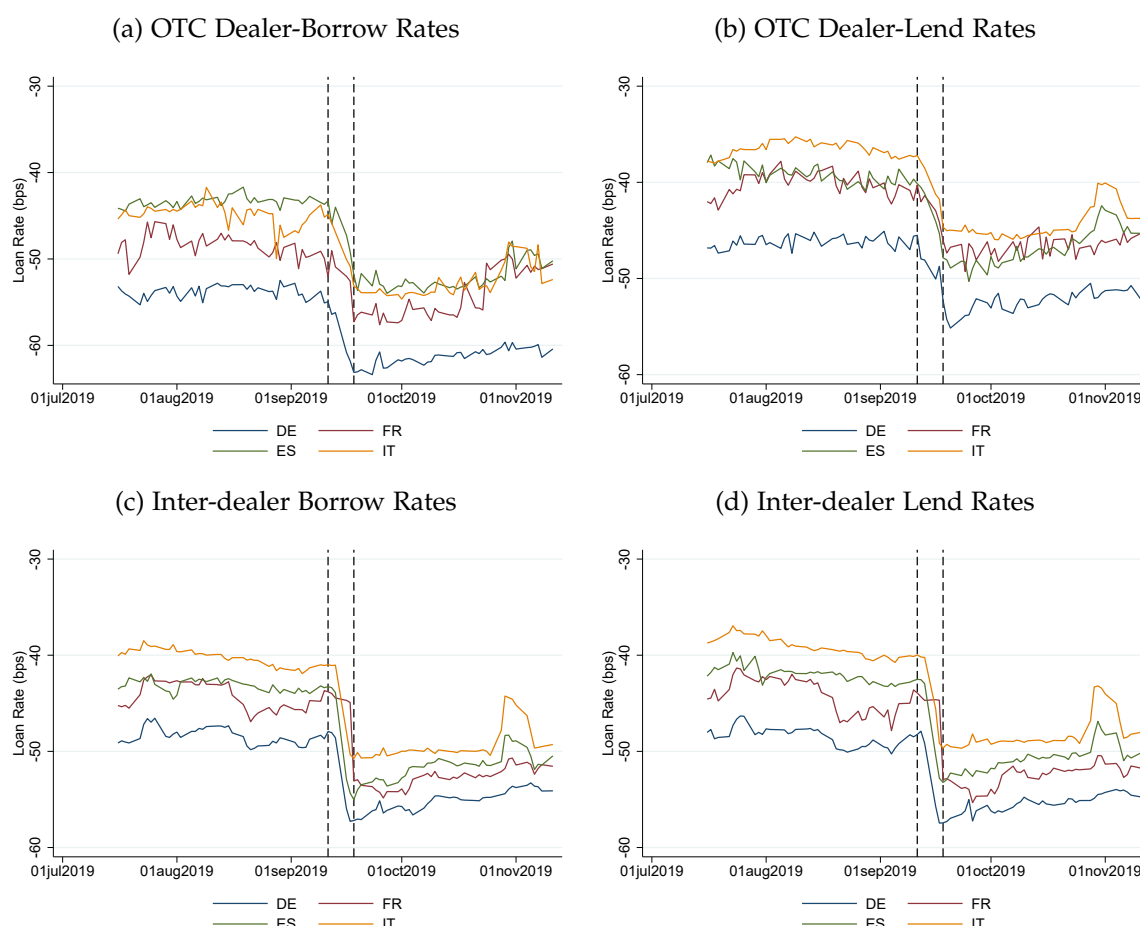 (a) OTC Dealer-Borrow Rates
Loan Rate (bps)
-30
-40
-50
-60
01jul2019 01aug2019 01sep2019 01oct2019 01nov2019
DE FR
ES IT
(b) OTC Dealer-Lend Rates
Loan Rate (bps)
-30
-40
-50
-60
01jul2019 01aug2019 01sep2019 01oct2019 01nov2019
DE FR
ES IT
(c) Inter-dealer Borrow Rates
Loan Rate (bps)
-30
-40
-50
-60
01jul2019 01aug2019 01sep2019 01oct2019 01nov2019
DE FR
ES IT
(d) Inter-dealer Lend Rates
Loan Rate (bps)
-30
-40
-50
-60
01jul2019 01aug2019 01sep2019 01oct2019 01nov2019
DE FR
ES IT